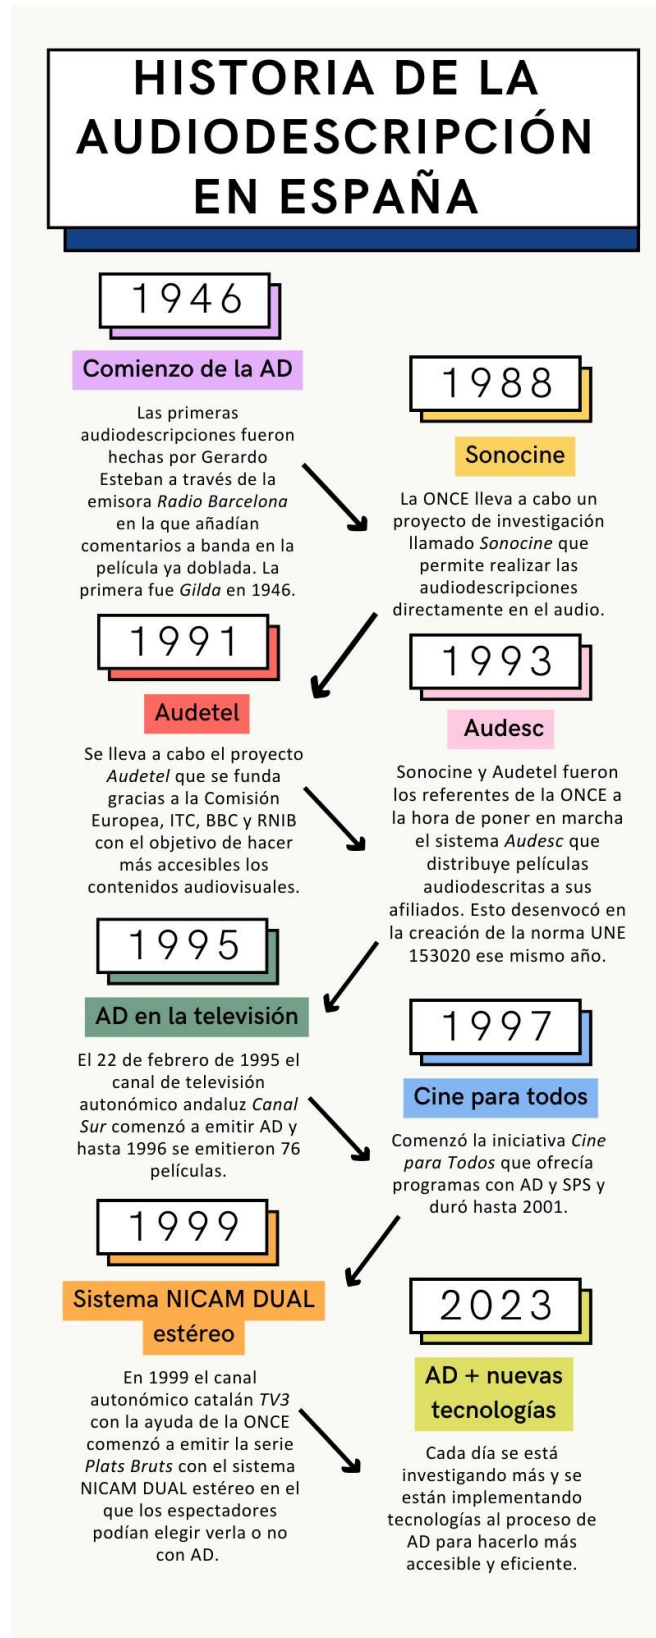 HISTORIA DE LA
AUDIODESCRIPCIÓN
EN ESPAÑA
1946
Comienzo de la AD
Las primeras
audiodescripciones fueron
hechas por Gerardo
Esteban a través de la
emisora Radio Barcelona
en la que añadían
comentarios a banda en la
película ya doblada. La
primera fue Gilda en 1946.
1988
Sonocine
La ONCE lleva a cabo un
proyecto de investigación
llamado Sonocine que
permite realizar las
audiodescripciones
directamente en el audio.
1991
Audetel
Se lleva a cabo el proyecto
Audetel que se funda
gracias a la Comisión
Europea, ITC, BBC y RNIB
con el objetivo de hacer
más accesibles los
contenidos audiovisuales.
1993
Audesc
Sonocine y Audetel fueron
los referentes de la ONCE a
la hora de poner en marcha
el sistema Audesc que
distribuye películas
audiodescritas a sus
afiliados. Esto desenvocó en
la creación de la norma UNE
153020 ese mismo año.
1995
AD en la televisión
El 22 de febrero de 1995 el
canal de televisión
autonómico andaluz Canal
Sur comenzó a emitir AD y
hasta 1996 se emitieron 76
películas.
1997
Cine para todos
Comenzó la iniciativa Cine
para Todos que ofrecía
programas con AD y SPS y
duró hasta 2001.
1999
Sistema NICAM DUAL
estéreo
En 1999 el canal
autonómico catalán TV3
con la ayuda de la ONCE
comenzó a emitir la serie
Plats Bruts con el sistema
NICAM DUAL estéreo en el
que los espectadores
podían elegir verla o no
con AD.
2023
AD + nuevas
tecnologías
Cada día se está
investigando más y se
están implementando
tecnologías al proceso de
AD para hacerlo más
accesible y eficiente.